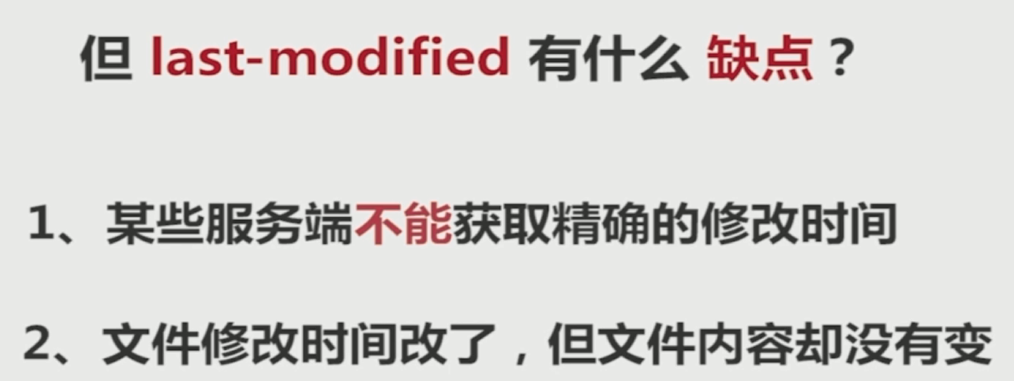 但 last-modified 有什么 缺点？
1、某些服务端不能获取精确的修改时间
2、文件修改时间改了，但文件内容却没有变